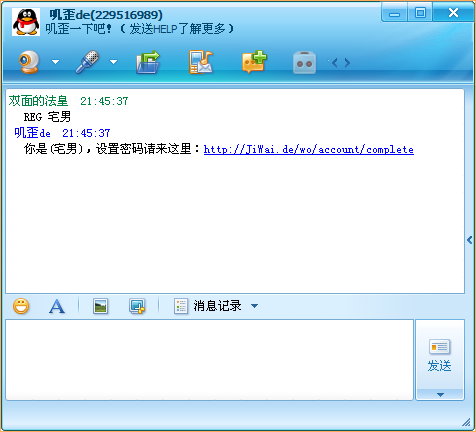 叽歪de(229516989)
叽歪一下吧！（发送HELP了解更多）
双面的法皇 21:45:37
REG 宅男
叽歪de 21:45:37
你是(宅男)，设置密码请来这里：http://JiWai.de/wo/account/complete
消息记录
发送